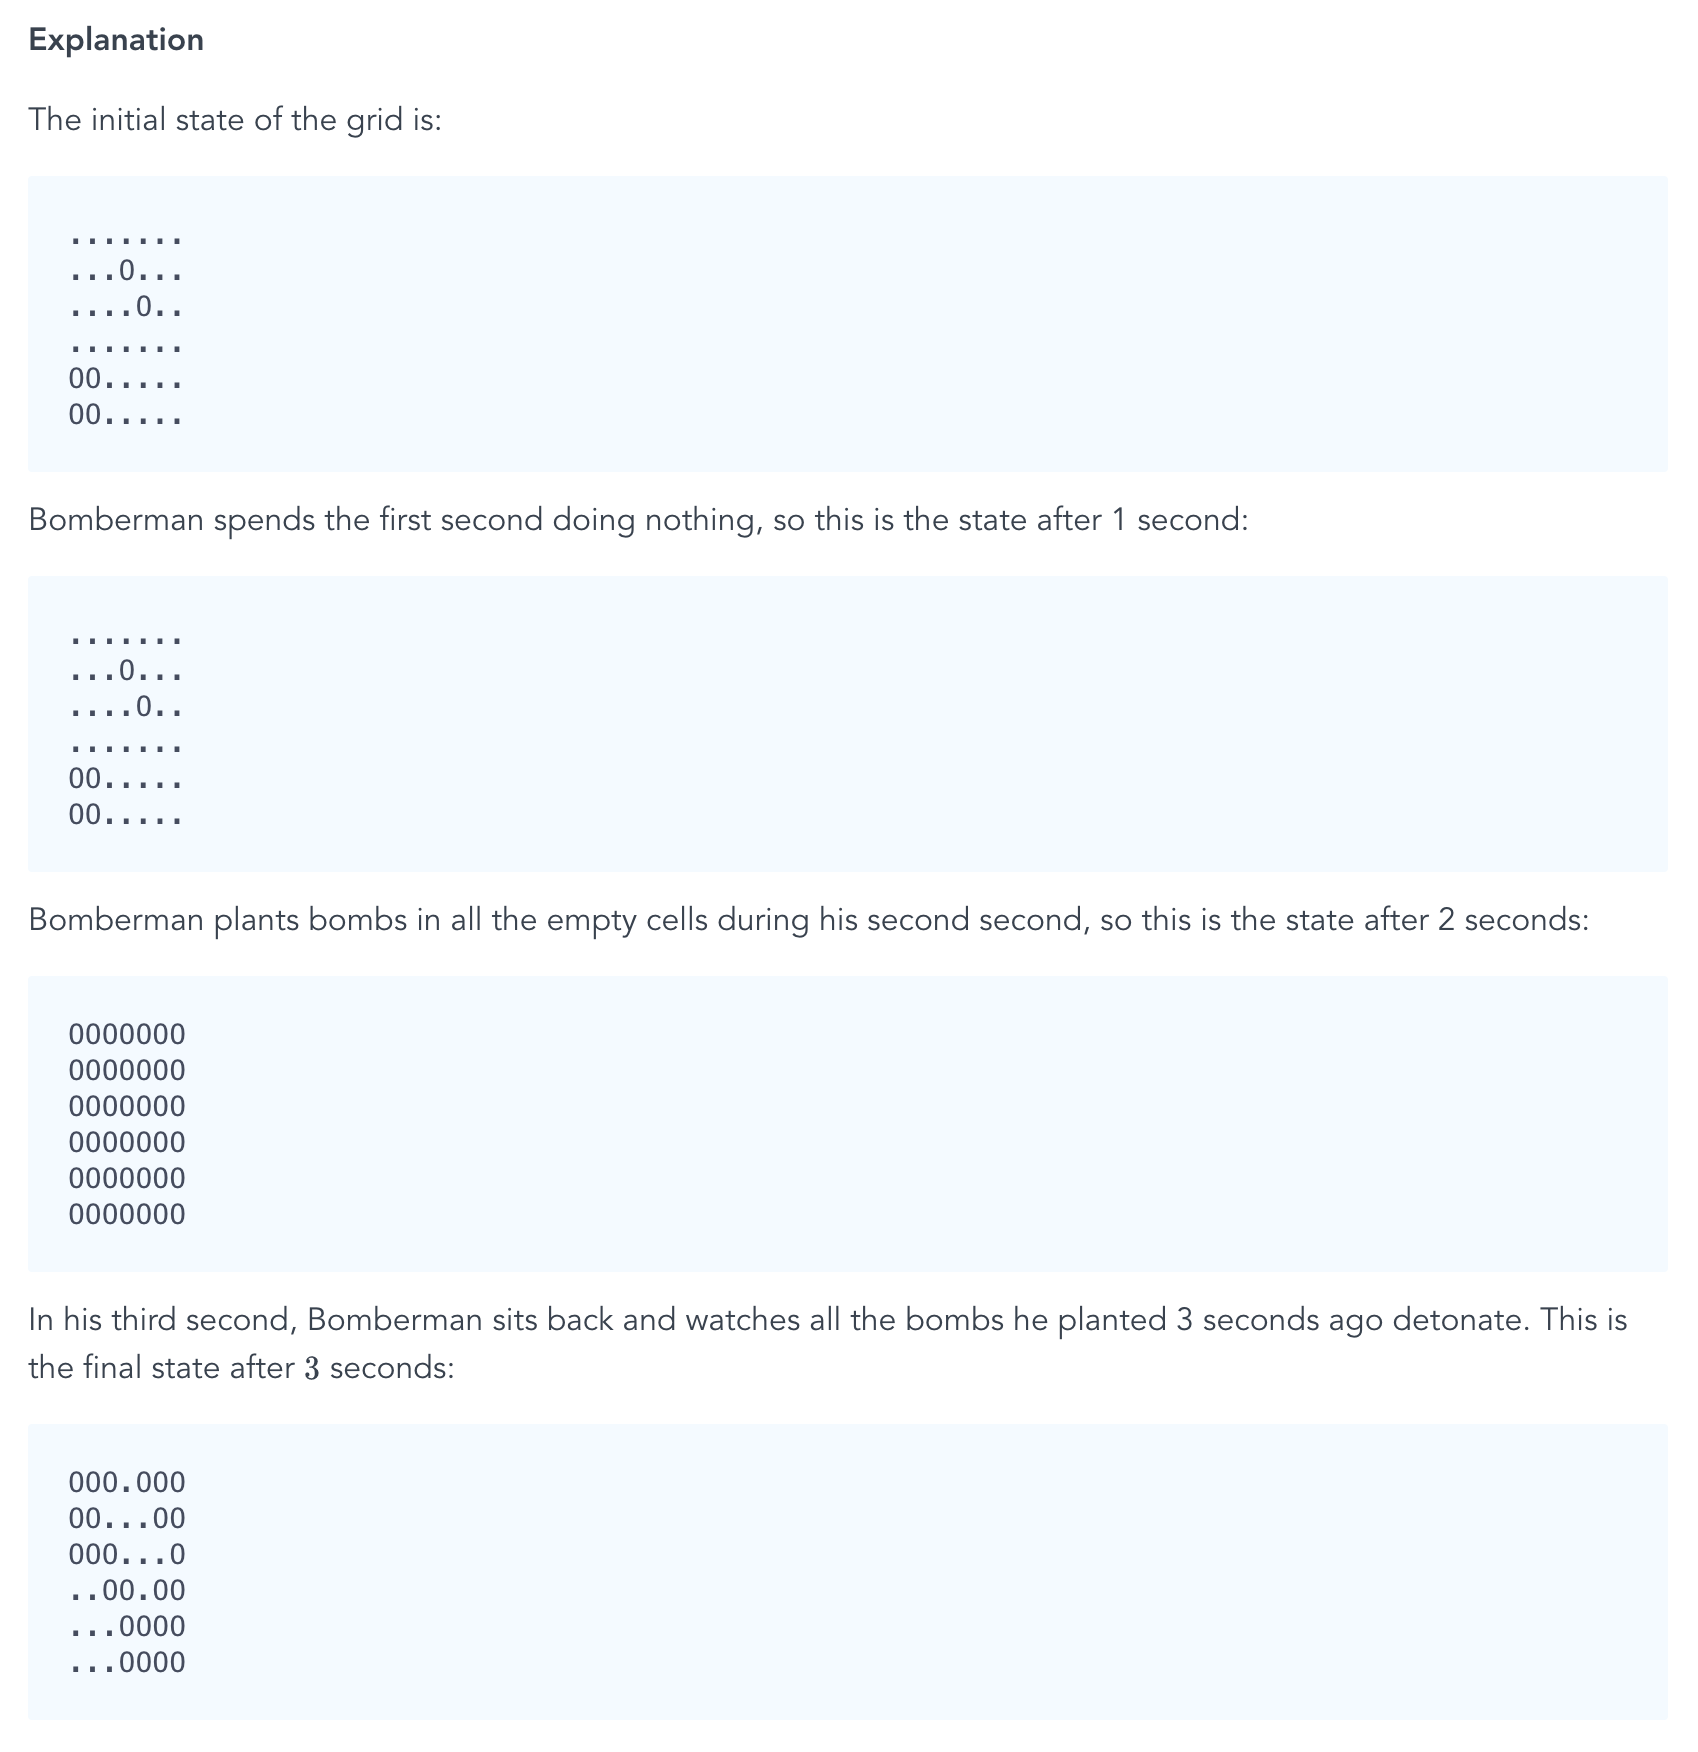 Explanation
The initial state of the grid is:
.......
...O...
....O..
.......
OO.....
OO.....
Bomberman spends the first second doing nothing, so this is the state after 1 second:
.......
...O...
....O..
.......
OO.....
OO.....
Bomberman plants bombs in all the empty cells during his second second, so this is the state after 2 seconds:
OOOOOOO
OOOOOOO
OOOOOOO
OOOOOOO
OOOOOOO
OOOOOOO
In his third second, Bomberman sits back and watches all the bombs he planted 3 seconds ago detonate. This is
the final state after 3 seconds:
OOO.OOO
OO...OO
OOO...O
..OO.OO
...OOOO
...OOOO